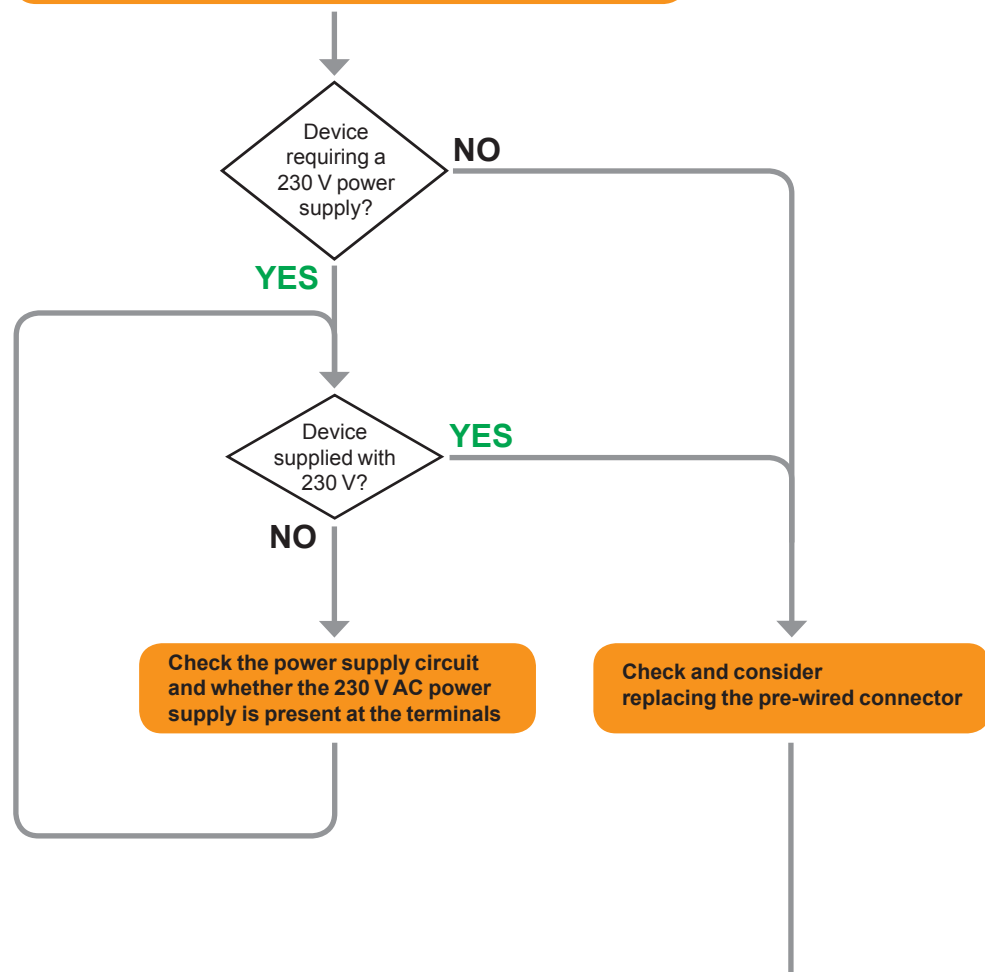 Device
requiring a
230 V power
supply?
NO
YES
Device
supplied with
230 V?
YES
NO
Check the power supply circuit
and whether the 230 V AC power
supply is present at the terminals
Check and consider
replacing the pre-wired connector